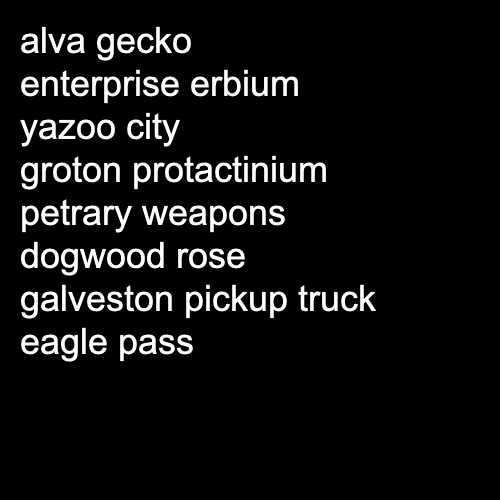 alva gecko
enterprise erbium
yazoo city
groton protactinium
petrary weapons
dogwood rose
galveston pickup truck
eagle pass